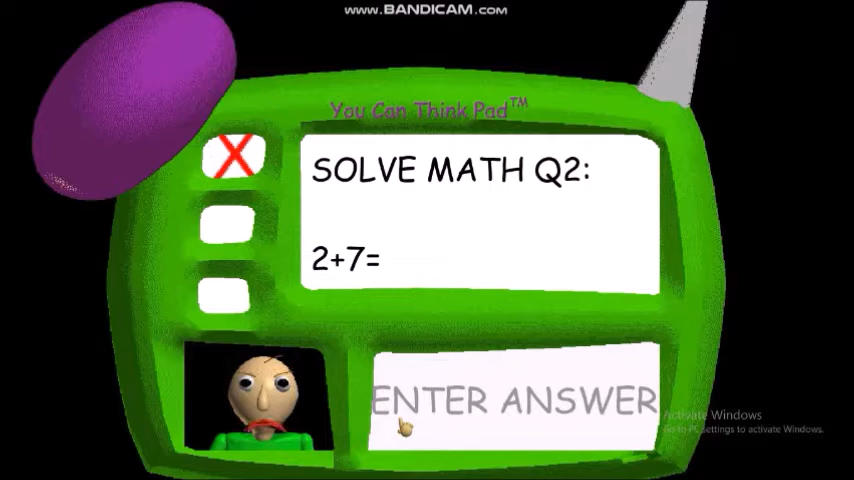 www.BANDICAM.com
You Can Think Pad™
SOLVE MATH Q2:
2+7=
ENTER ANSWER
Activate Windows
Go to PC settings to activate Windows.